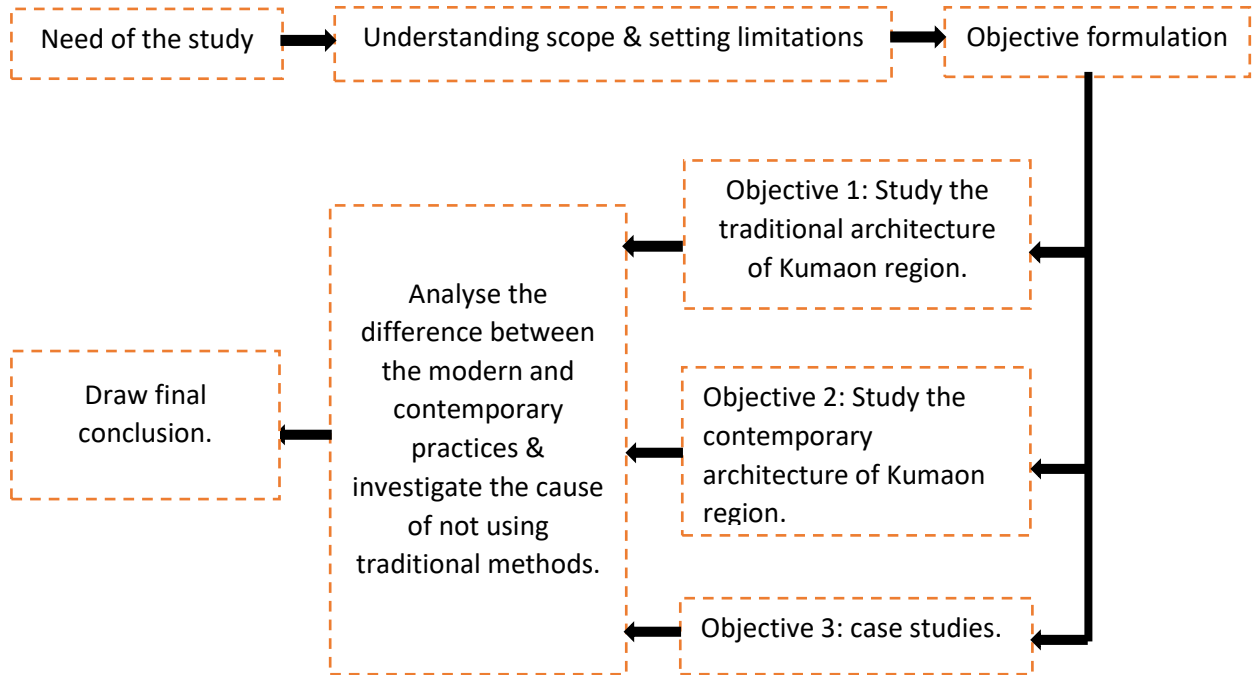 Need of the study
Understanding scope & setting limitations
Objective formulation
Objective 1: Study the
traditional architecture
of Kumaon region.
Objective 2: Study the
contemporary
architecture of Kumaon
region.
Objective 3: case studies.
Analyse the
difference between
the modern and
contemporary
practices &
investigate the cause
of not using
traditional methods.
Draw final
conclusion.